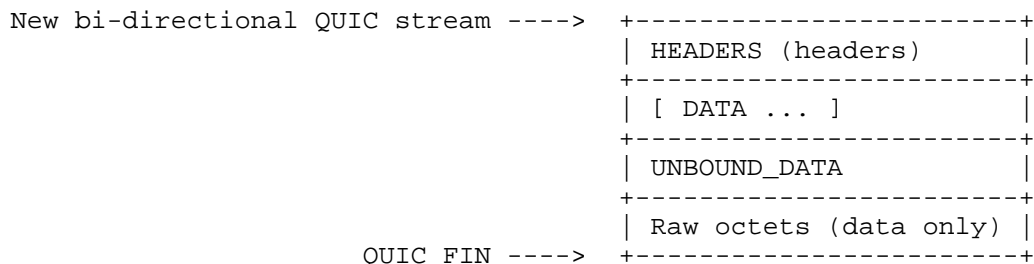 New bi-directional QUIC stream ----> +------------------------+
| HEADERS (headers) |
+------------------------+
| [ DATA ... ] |
+------------------------+
| UNBOUND_DATA |
+------------------------+
| Raw octets (data only) |
QUIC FIN ----> +------------------------+